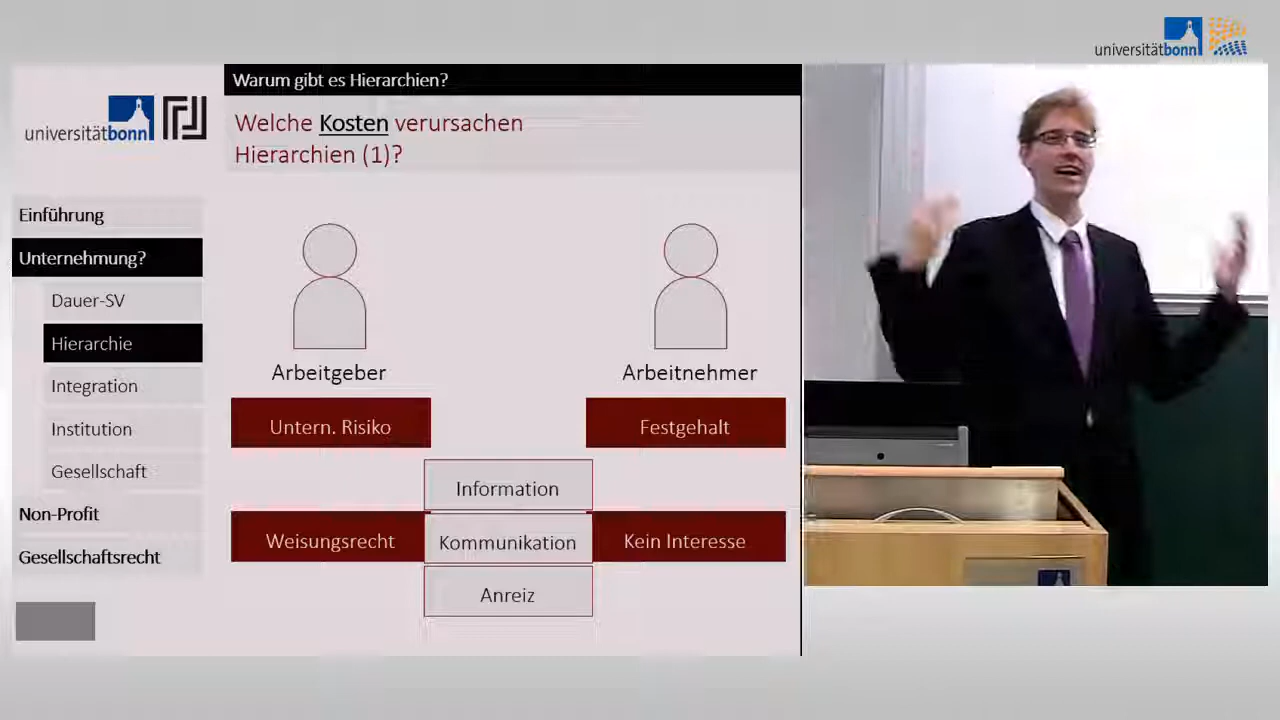 universitätbonn
Warum gibt es Hierarchien?
universitätbonn
Welche Kosten verursachen
Hierarchien (1)?
Einführung
Unternehmung?
Dauer-SV
Hierarchie
Integration
Institution
Gesellschaft
Non-Profit
Gesellschaftsrecht
Arbeitgeber
Arbeitnehmer
Untern. Risiko
Festgehalt
Information
Weisungsrecht
Kommunikation
Kein Interesse
Anreiz